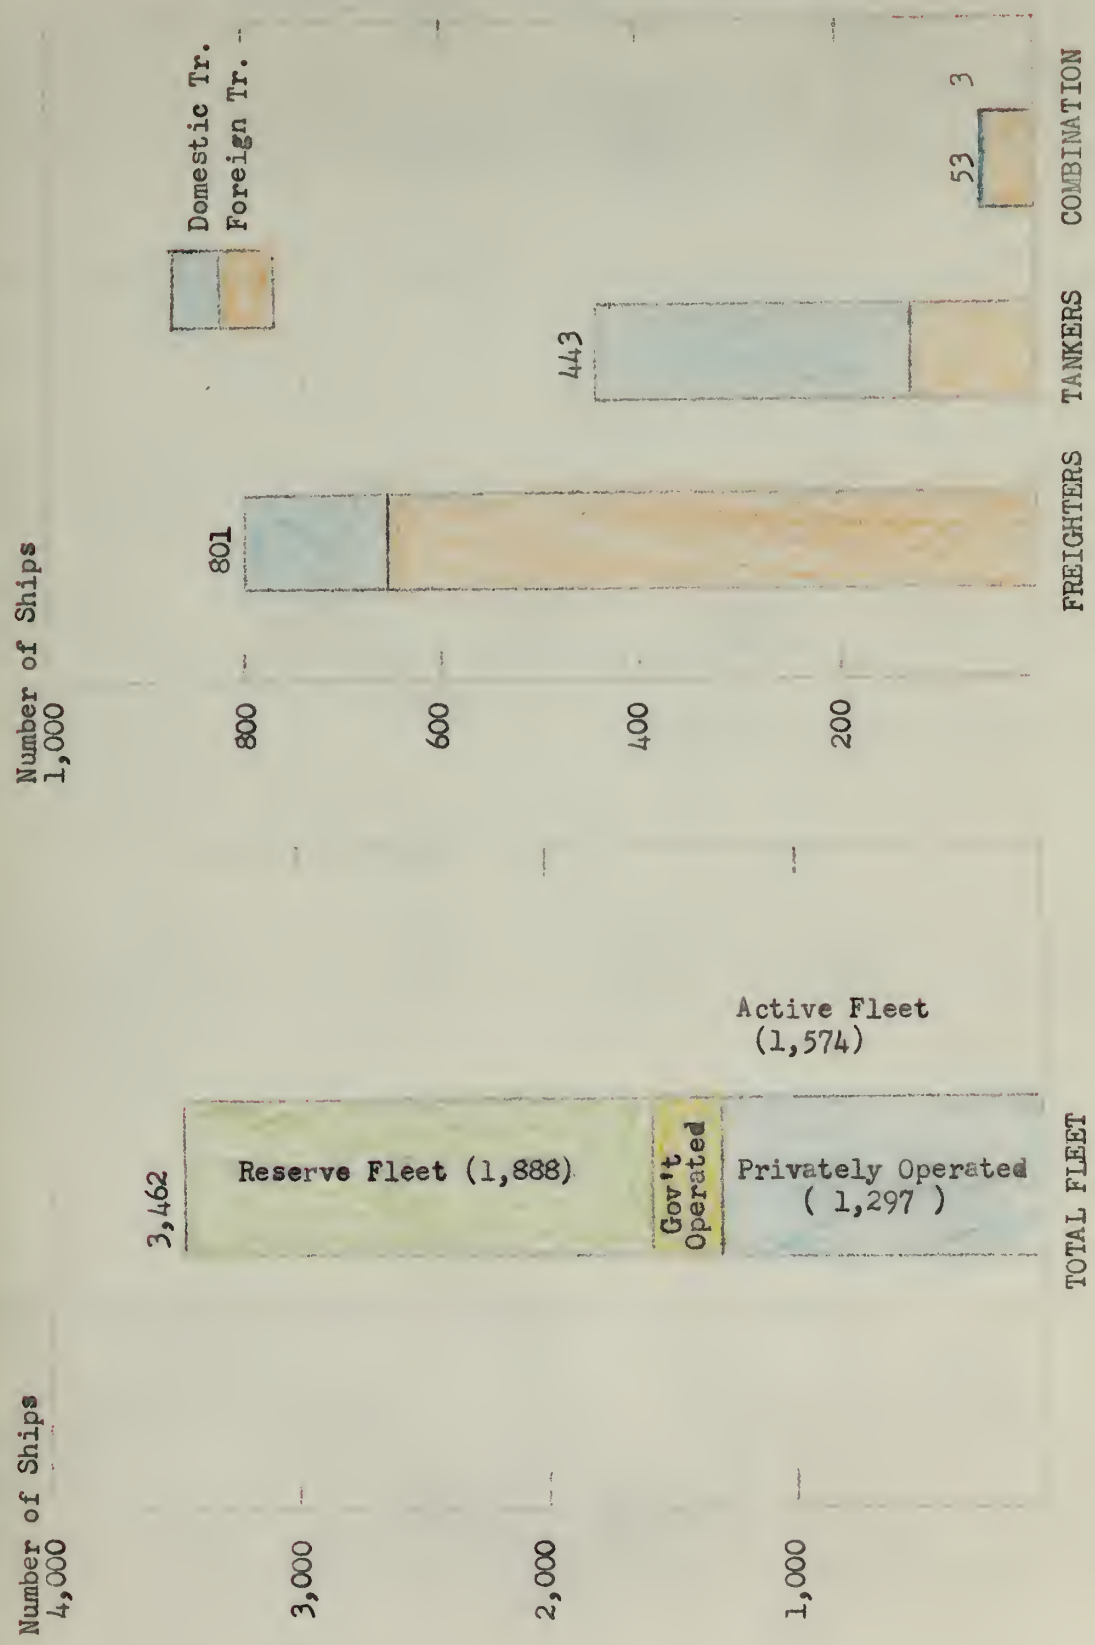 Number of Ships
4,000
3,000
2,000
1,000
3,462
Reserve Fleet (1,888)
Gov't
Operated
Privately Operated
( 1,297 )
Active Fleet
(1,574)
TOTAL FLEET
Number of Ships
1,000
800
600
400
200
Domestic Tr.
Foreign Tr.
801
443
53
3
FREIGHTERS
TANKERS
COMBINATION